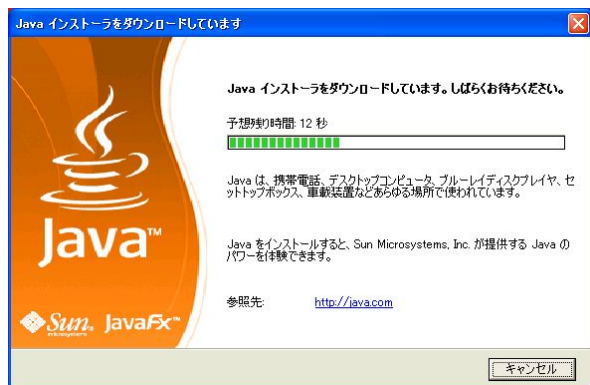 Java インストーラをダウンロードしています
Java インストーラをダウンロードしています。しばらくお待ちください。
予想残り時間: 12 秒
Java は、携帯電話、デスクトップコンピュータ、ブルーレイディスクプレイヤ、セ
ットトップボックス、車載装置などあらゆる場所で使われています。
Java をインストールすると、Sun Microsystems, Inc. が提供する Java の
パワーを体験できます。
参照先: http://java.com
Java™
Sun microsystems JavaFX™
キャンセル